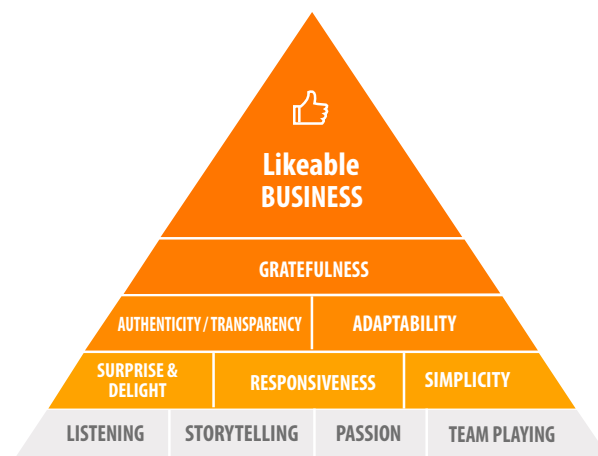 Likeable
BUSINESS
GRATEFULNESS
AUTHENTICITY / TRANSPARENCY ADAPTABILITY
SURPRISE &
DELIGHT
RESPONSIVENESS
SIMPLICITY
LISTENING STORYTELLING PASSION TEAM PLAYING